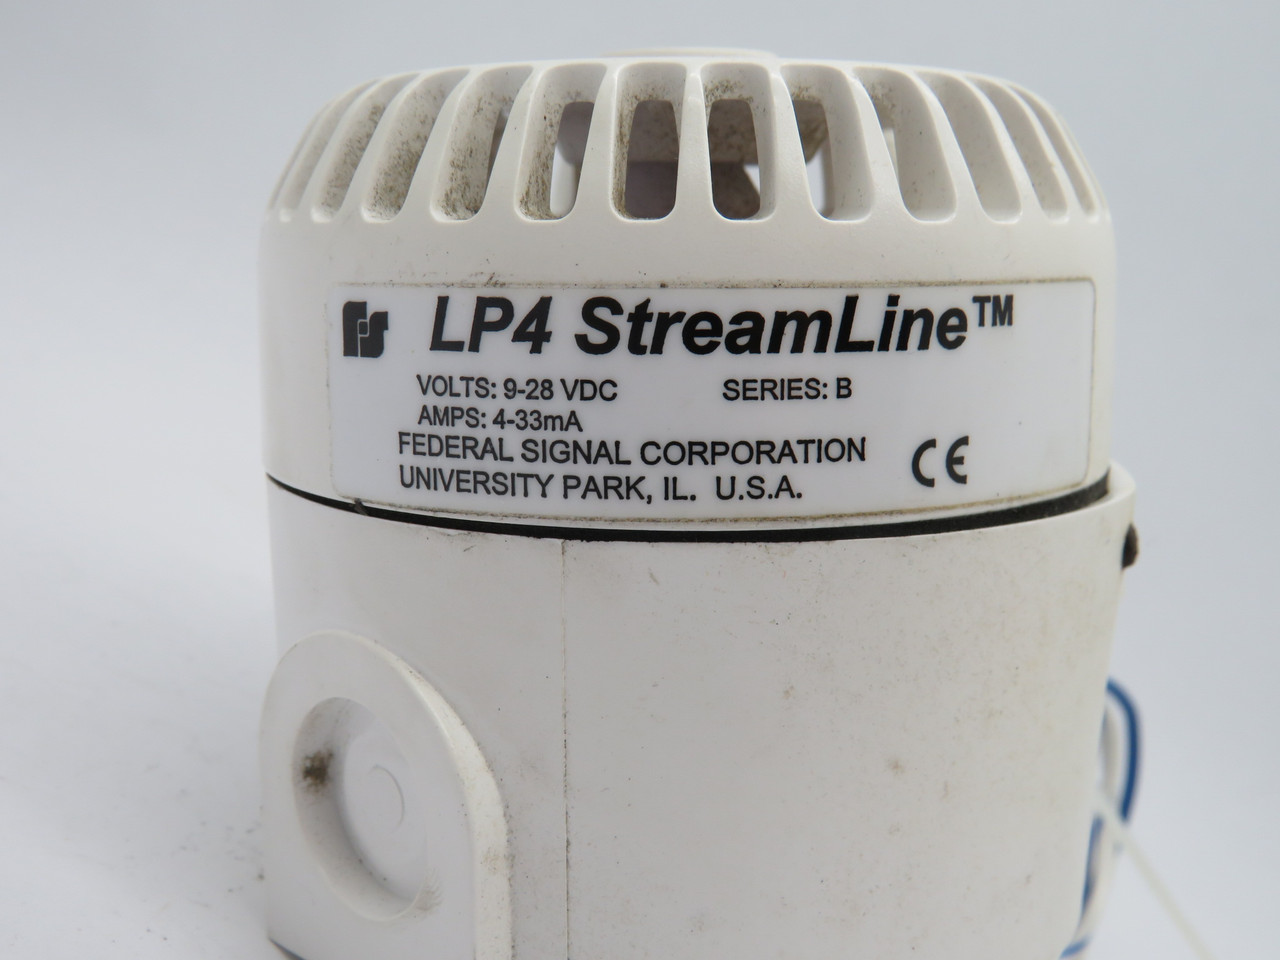 LP4 StreamLine™
VOLTS: 9-28 VDC SERIES: B
AMPS: 4-33mA
FEDERAL SIGNAL CORPORATION
UNIVERSITY PARK, IL. U.S.A.
CE